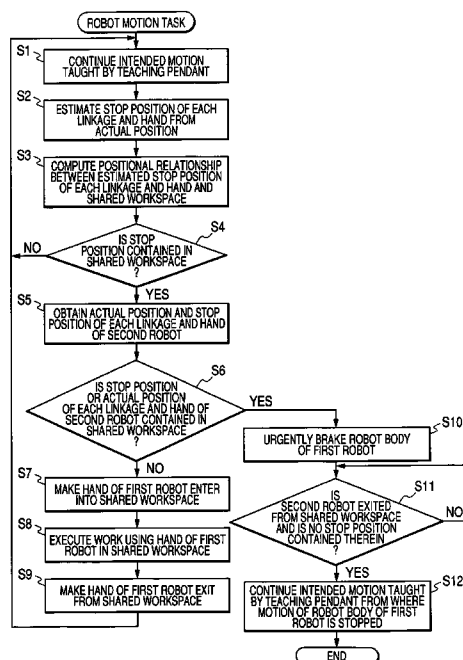 ROBOT MOTION TASK
S1
CONTINUE INTENDED MOTION
TAUGHT BY TEACHING PENDANT
S2
ESTIMATE STOP POSITION OF EACH
LINKAGE AND HAND FROM
ACTUAL POSITION
S3
COMPUTE POSITIONAL RELATIONSHIP
BETWEEN ESTIMATED STOP POSITION
OF EACH LINKAGE AND HAND AND
SHARED WORKSPACE
S4
NO
IS STOP
POSITION CONTAINED IN
SHARED WORKSPACE
?
YES
S5
OBTAIN ACTUAL POSITION AND STOP
POSITION OF EACH LINKAGE AND HAND
OF SECOND ROBOT
S6
IS STOP POSITION
OR ACTUAL POSITION
OF EACH LINKAGE AND HAND OF
SECOND ROBOT CONTAINED IN
SHARED WORKSPACE
?
YES
NO
S7
MAKE HAND OF FIRST ROBOT ENTER
INTO SHARED WORKSPACE
S8
EXECUTE WORK USING HAND OF FIRST
ROBOT IN SHARED WORKSPACE
S9
MAKE HAND OF FIRST ROBOT EXIT
FROM SHARED WORKSPACE
S10
URGENTLY BRAKE ROBOT BODY
OF FIRST ROBOT
S11
IS
SECOND ROBOT EXITED
FROM SHARED WORKSPACE
AND IS NO STOP POSITION
CONTAINED THEREIN
?
NO
YES
S12
CONTINUE INTENDED MOTION TAUGHT
BY TEACHING PENDANT FROM WHERE
MOTION OF ROBOT BODY OF FIRST
ROBOT IS STOPPED
END